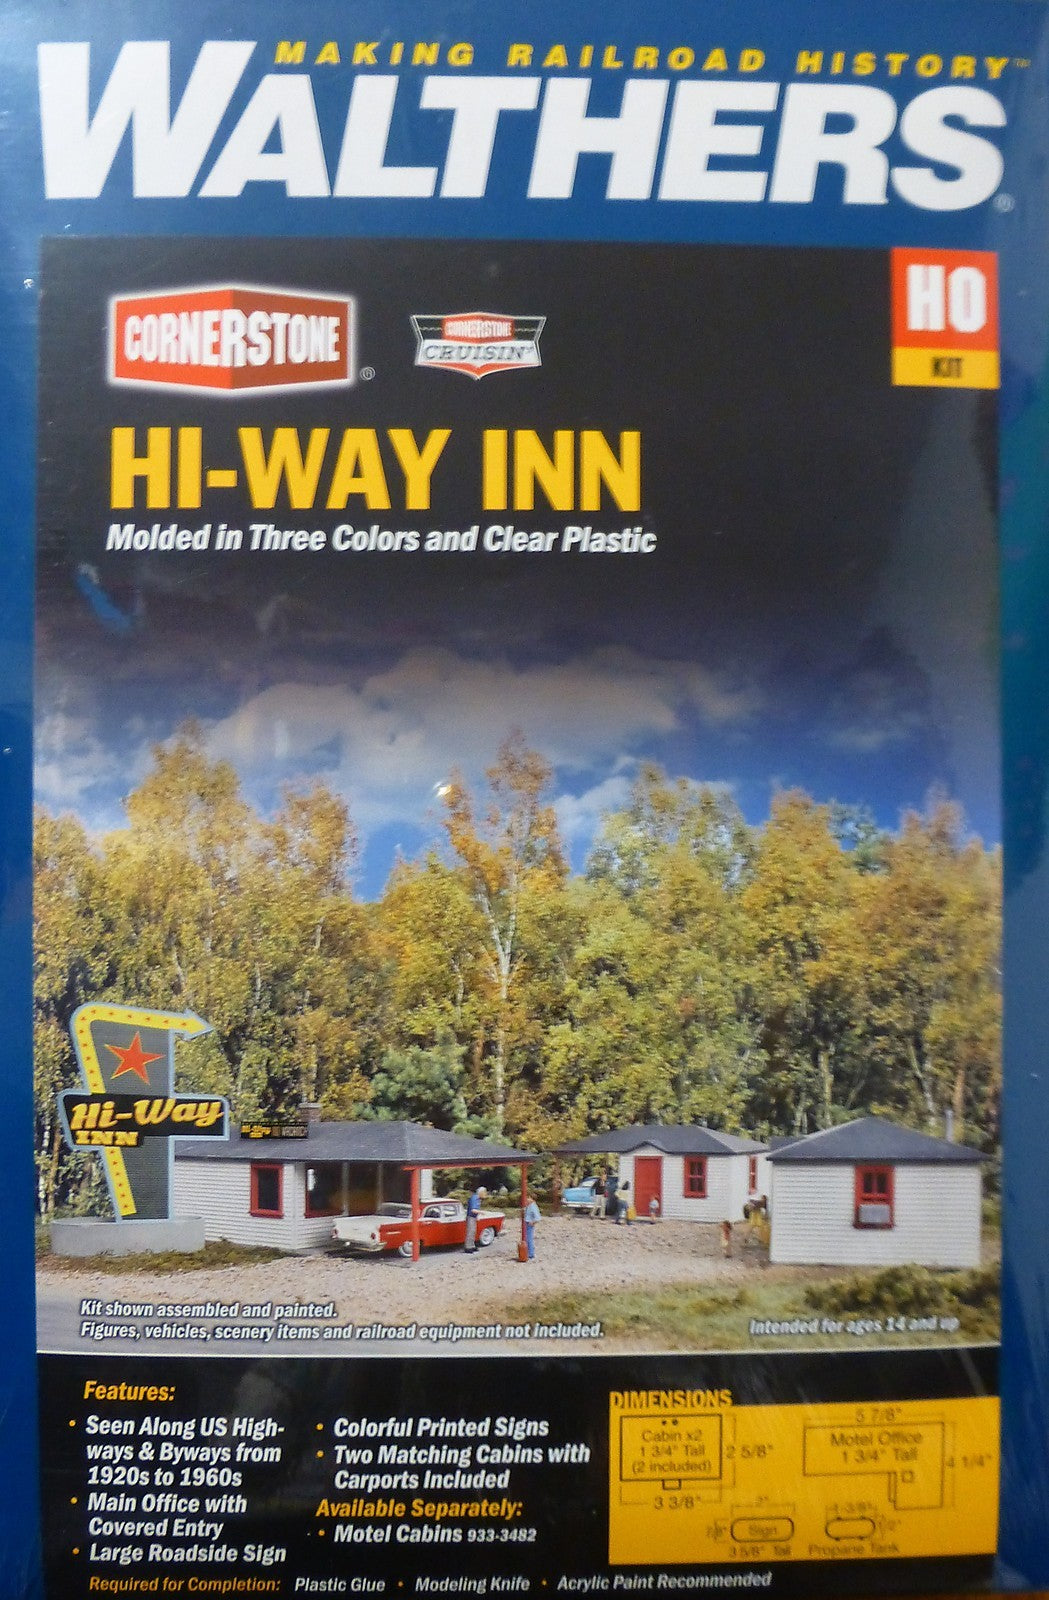 MAKING RAILROAD HISTORY™
WALTHERS®
HO
KIT
CORNERSTONE®
CORNERSTONE
CRUISIN'
HI-WAY INN
Molded in Three Colors and Clear Plastic
Hi-Way
INN
Kit shown assembled and painted.
Figures, vehicles, scenery items and railroad equipment not included.
Intended for ages 14 and up
Features:
• Seen Along US High-
ways & Byways from
1920s to 1960s
• Main Office with
Covered Entry
• Large Roadside Sign
• Colorful Printed Signs
• Two Matching Cabins with
Carports Included
Available Separately:
• Motel Cabins 933-3482
Required for Completion: Plastic Glue • Modeling Knife • Acrylic Paint Recommended
DIMENSIONS
Cabin x2
1 3/4" Tall
(2 included)
2 5/8"
3 3/8"
5 7/8"
Motel Office
1 3/4" Tall
4 1/4"
2"
Sign
3 5/8" Tall
Propane Tank